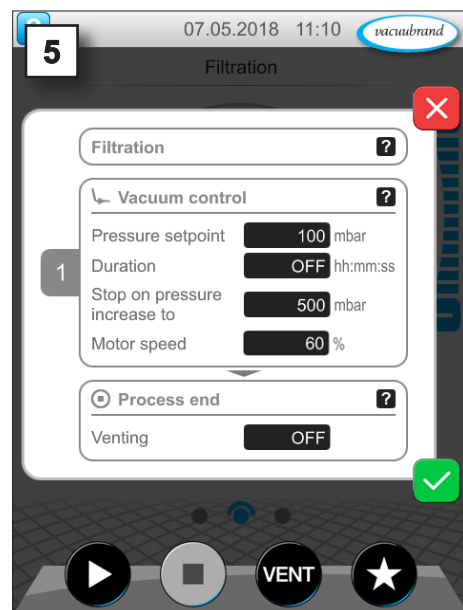 07.05.2018 11:10 vacuubrand
5
Filtration
Filtration ?
Vacuum control ?
1
Pressure setpoint 100 mbar
Duration OFF hh:mm:ss
Stop on pressure
increase to 500 mbar
Motor speed 60 %
Process end ?
Venting OFF
VENT